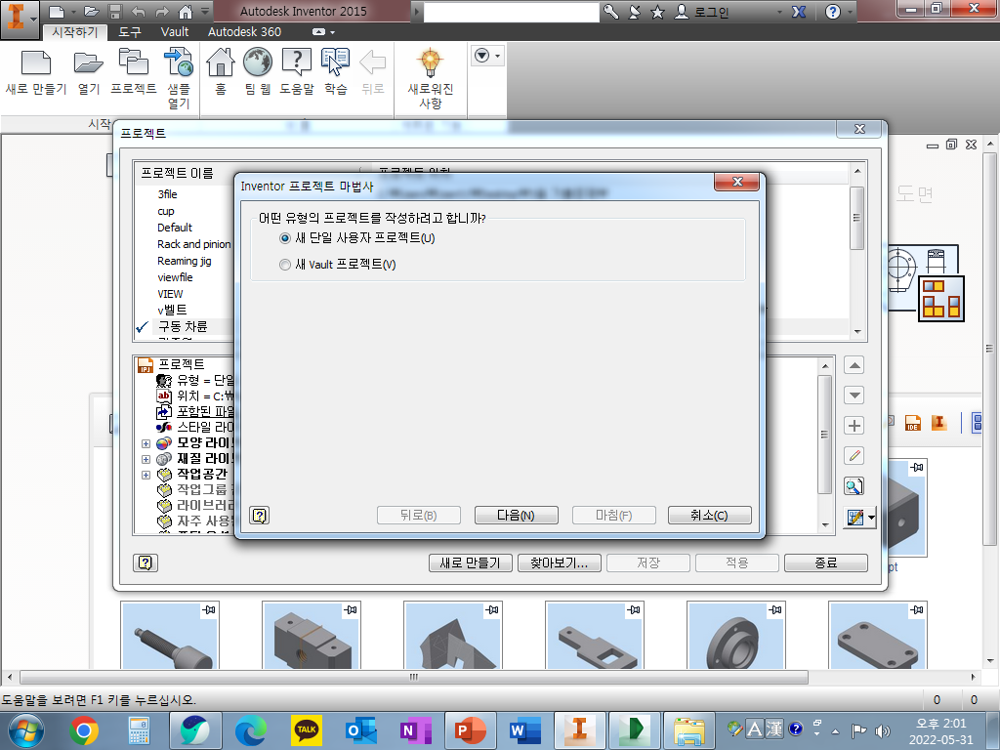 Autodesk Inventor 2015
로그인
시작하기 도구 Vault Autodesk 360
새로 만들기 열기 프로젝트 샘플 열기 홈 팀 웹 도움말 학습 뒤로 새로워진 사항
시작
프로젝트
프로젝트 이름
3file
cup
Default
Rack and pinion
Reaming jig
viewfile
VIEW
v벨트
구동 차륜
Inventor 프로젝트 마법사
어떤 유형의 프로젝트를 작성하려고 합니까?
새 단일 사용자 프로젝트(U)
새 Vault 프로젝트(V)
뒤로(B) 다음(N) 마침(F) 취소(C)
도면
프로젝트
유형 = 단일
위치 = C:₩
포함된 파일
스타일 라이
모양 라이브
재질 라이브
작업공간
작업그룹
라이브러리
자주 사용
새로 만들기 찾아보기... 저장 적용 종료
pt
도움말을 보려면 F1 키를 누르십시오.
0 0
TALK
A 漢
오후 2:01
2022-05-31